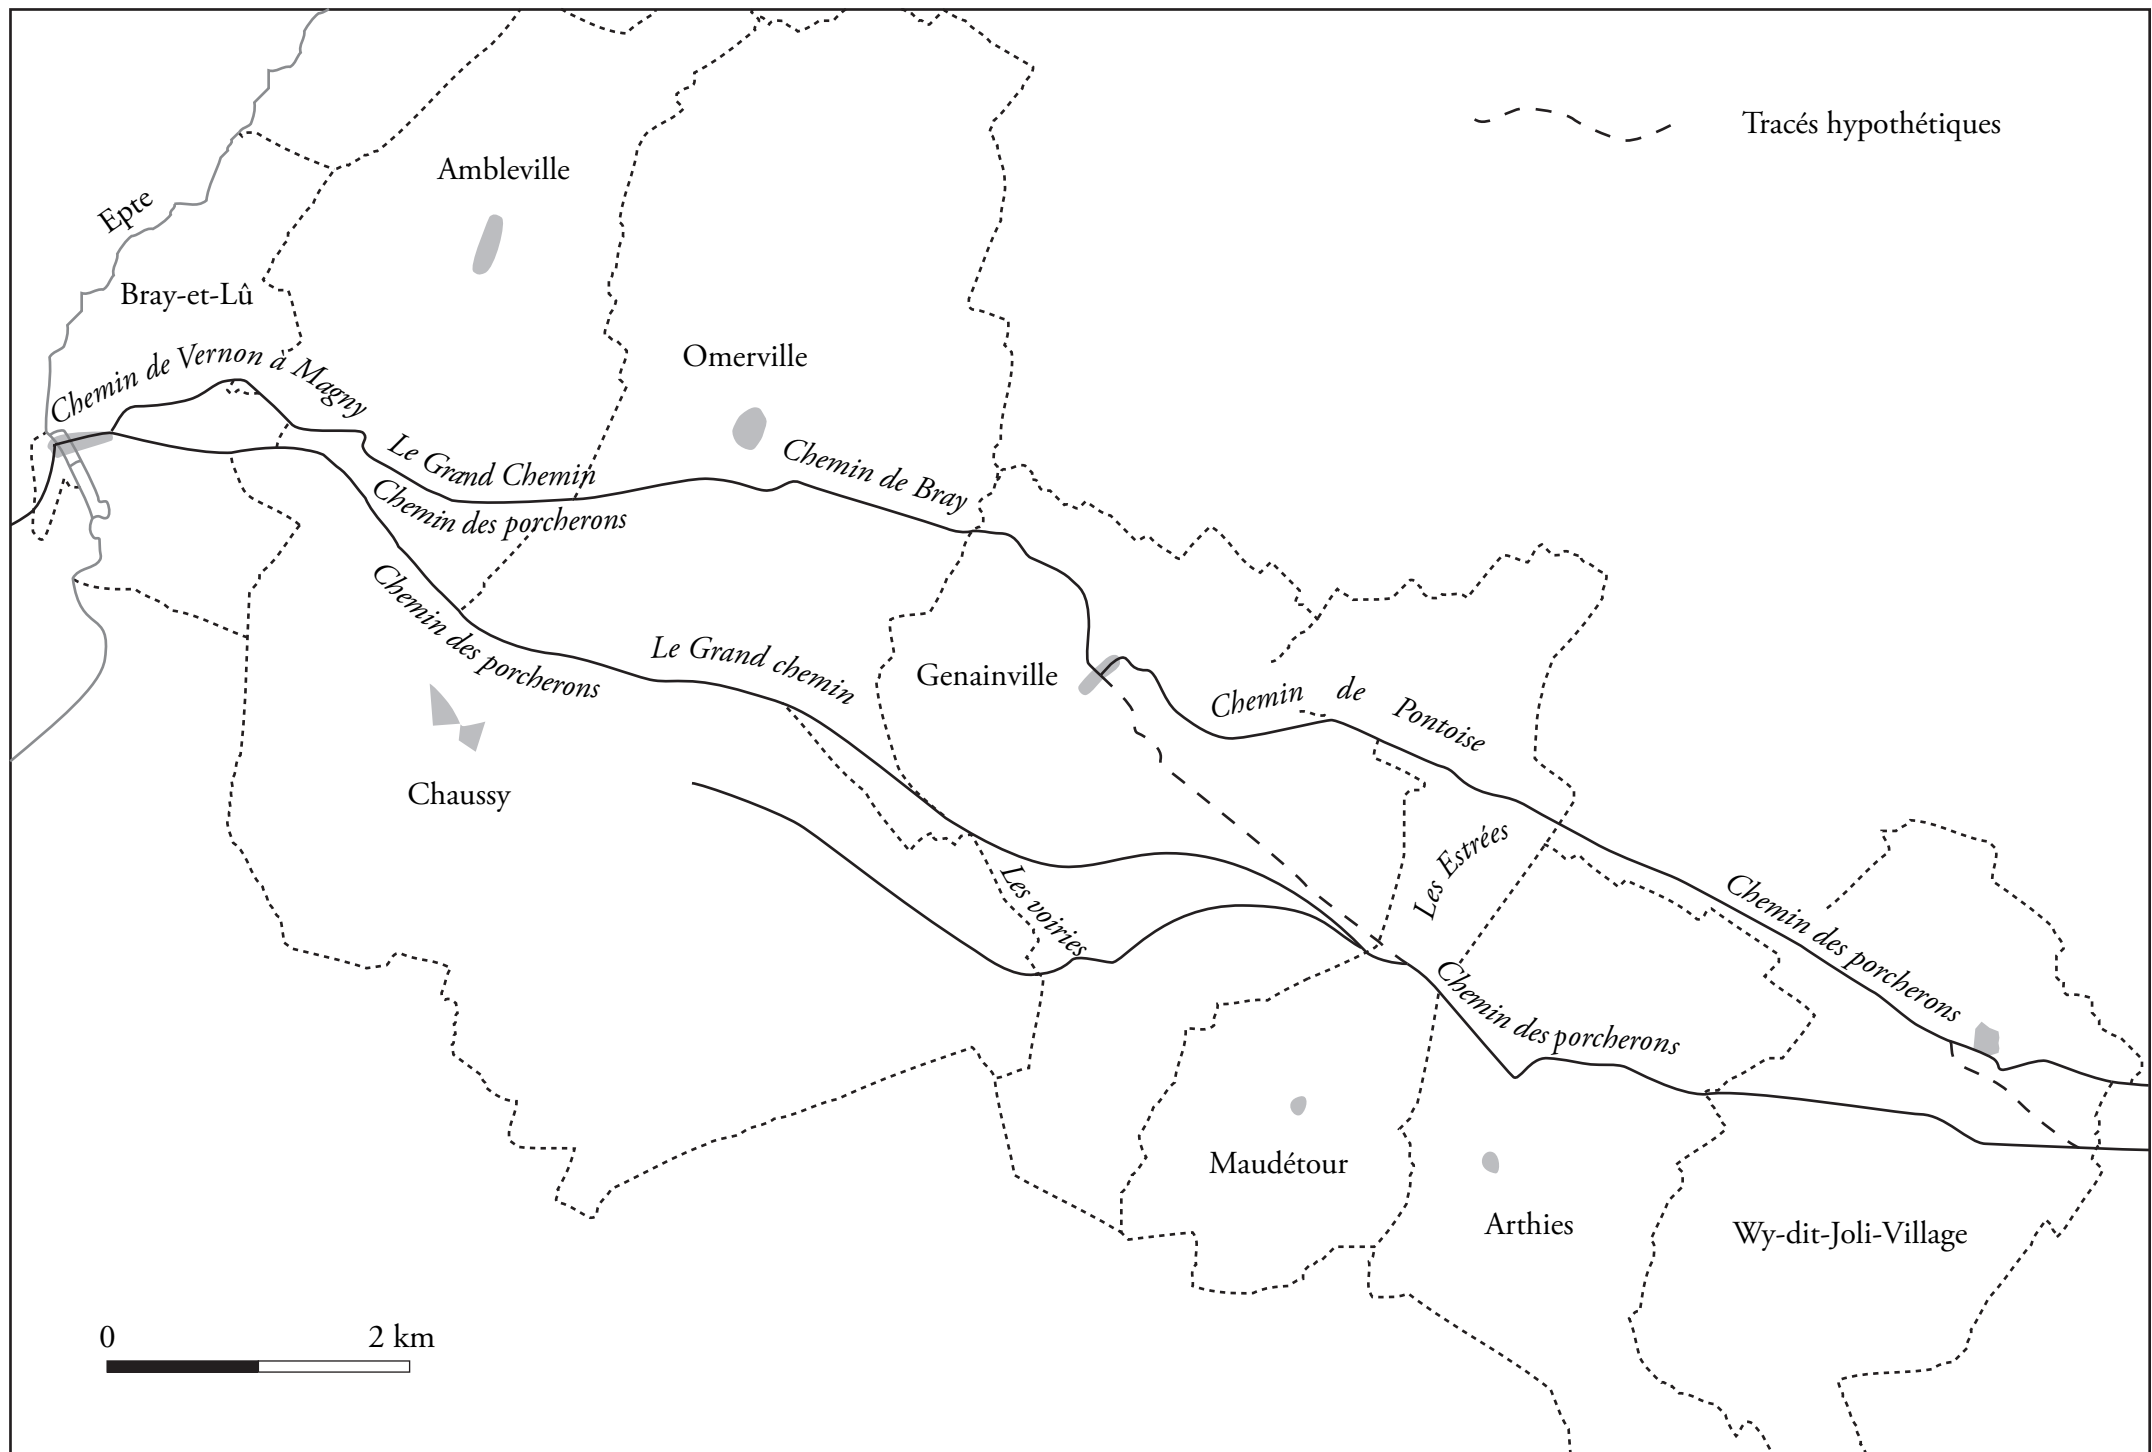 Tracés hypothétiques
Ambleville
Epte
Bray-et-Lû
Chemin de Vernon à Magny
Omerville
Le Grand Chemin
Chemin de Bray
Chemin des porcherons
Chemin des porcherons
Le Grand chemin
Genainville
Chemin de Pontoise
Chaussy
Les Estrées
Les voiries
Chemin des porcherons
Chemin des porcherons
Maudétour
Arthies
Wy-dit-Joli-Village
0 2 km